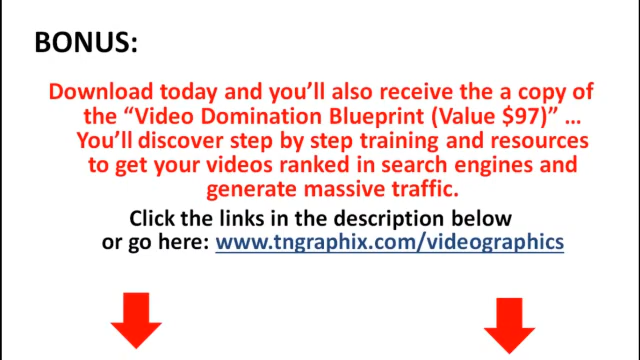 BONUS:
Download today and you'll also receive the a copy of
the “Video Domination Blueprint (Value $97)” ...
You'll discover step by step training and resources
to get your videos ranked in search engines and
generate massive traffic.
Click the links in the description below
or go here: www.tngraphix.com/videographics